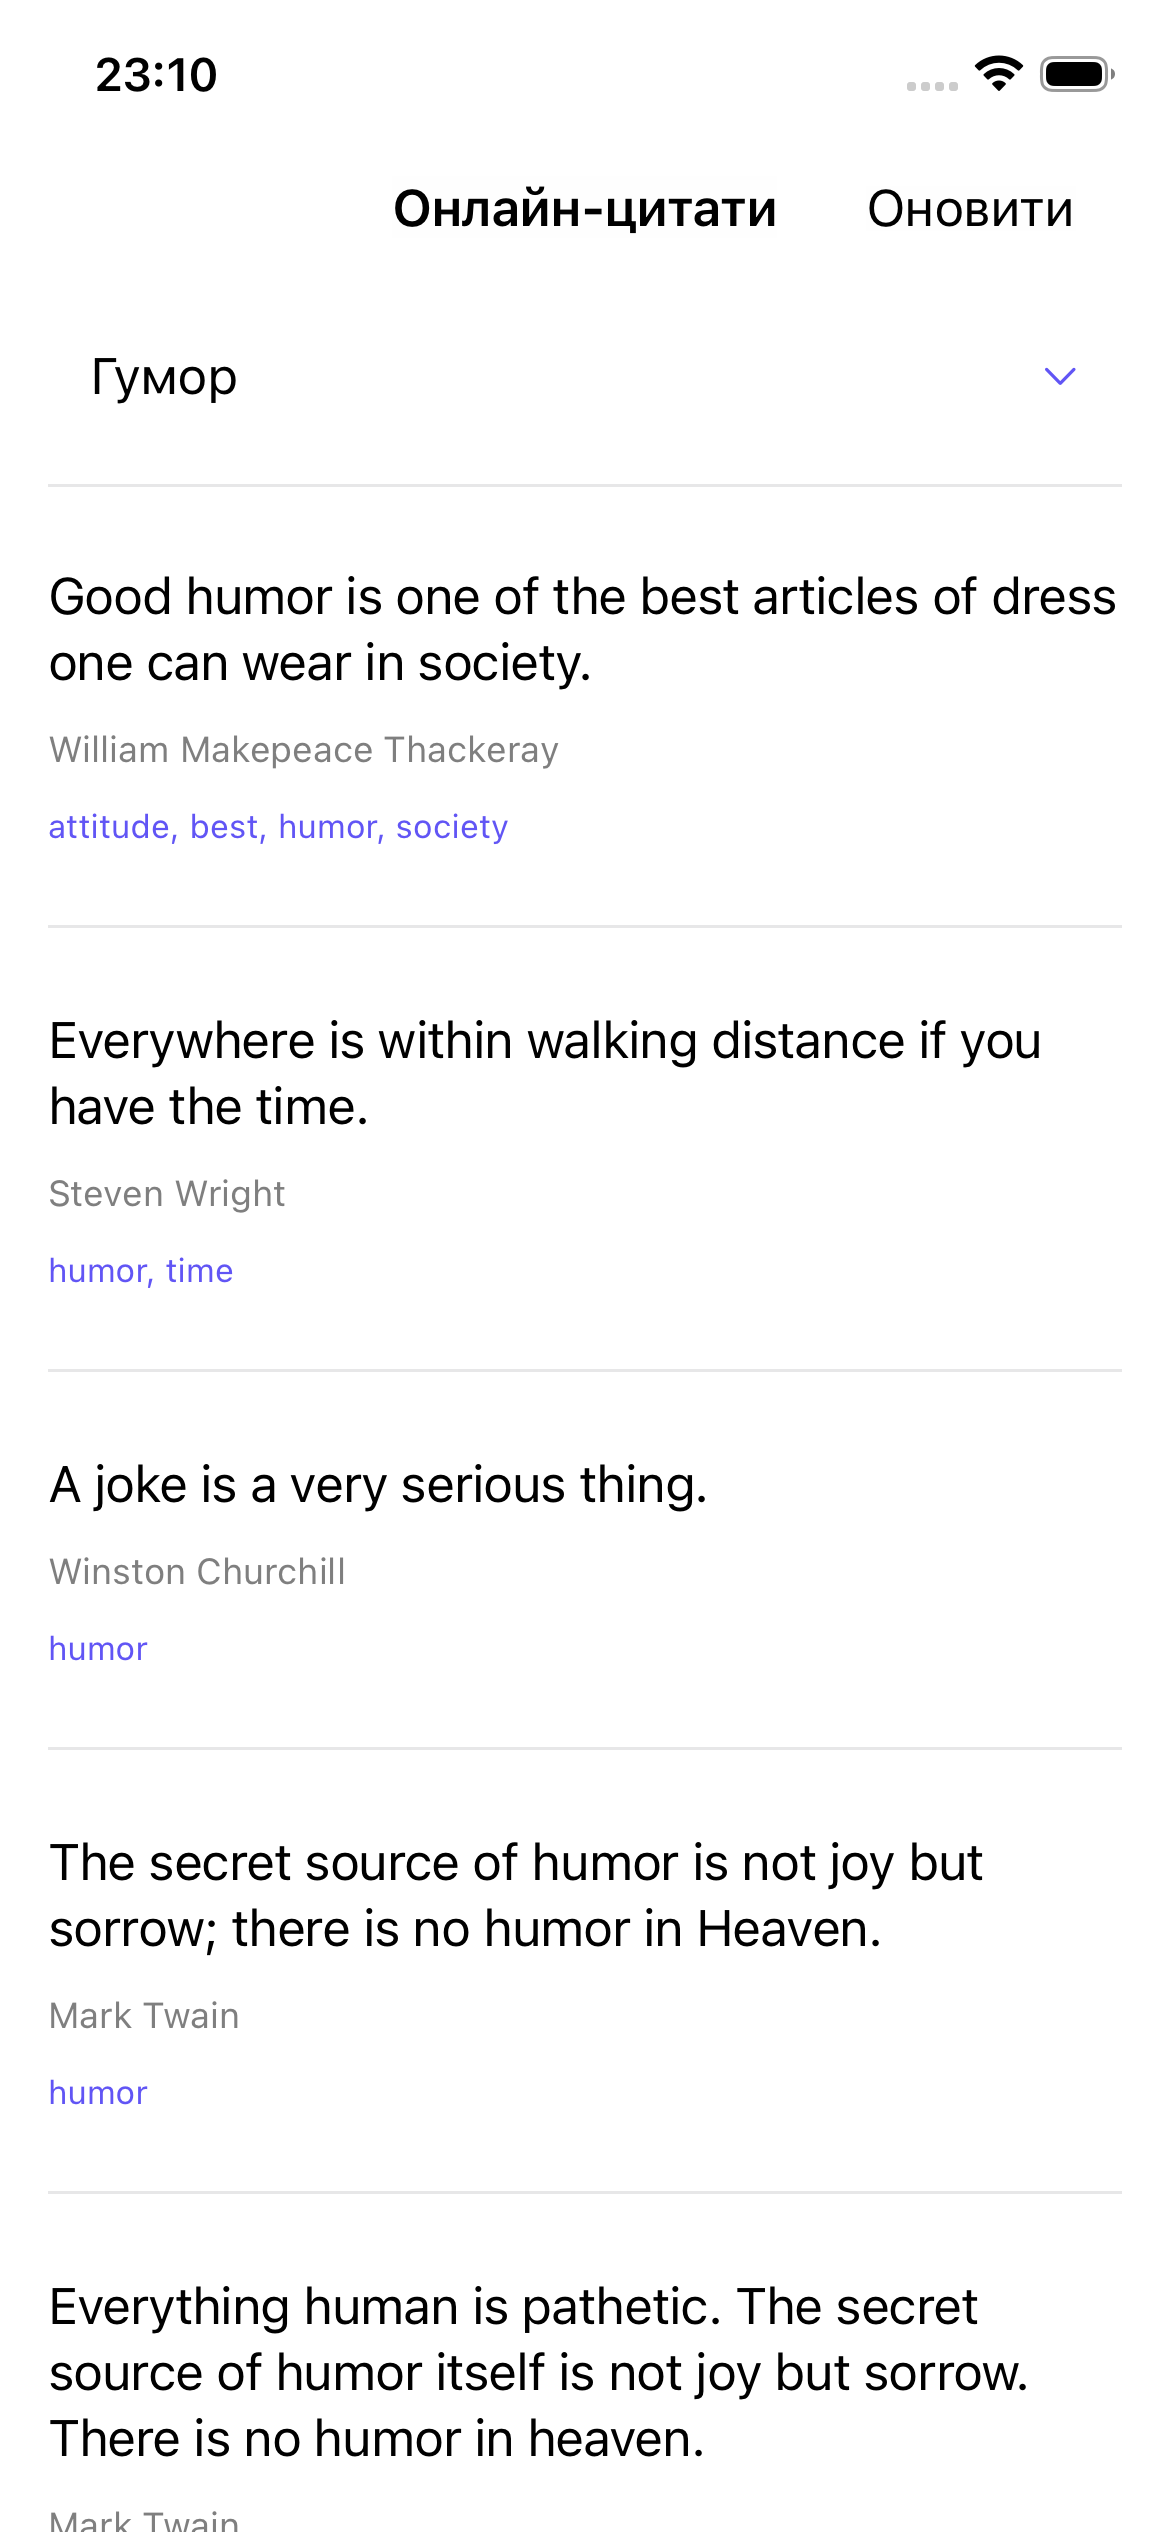 23:10
Онлайн-цитати
Оновити
Гумор
Good humor is one of the best articles of dress
one can wear in society.
William Makepeace Thackeray
attitude, best, humor, society
Everywhere is within walking distance if you
have the time.
Steven Wright
humor, time
A joke is a very serious thing.
Winston Churchill
humor
The secret source of humor is not joy but
sorrow; there is no humor in Heaven.
Mark Twain
humor
Everything human is pathetic. The secret
source of humor itself is not joy but sorrow.
There is no humor in heaven.
Mark Twain